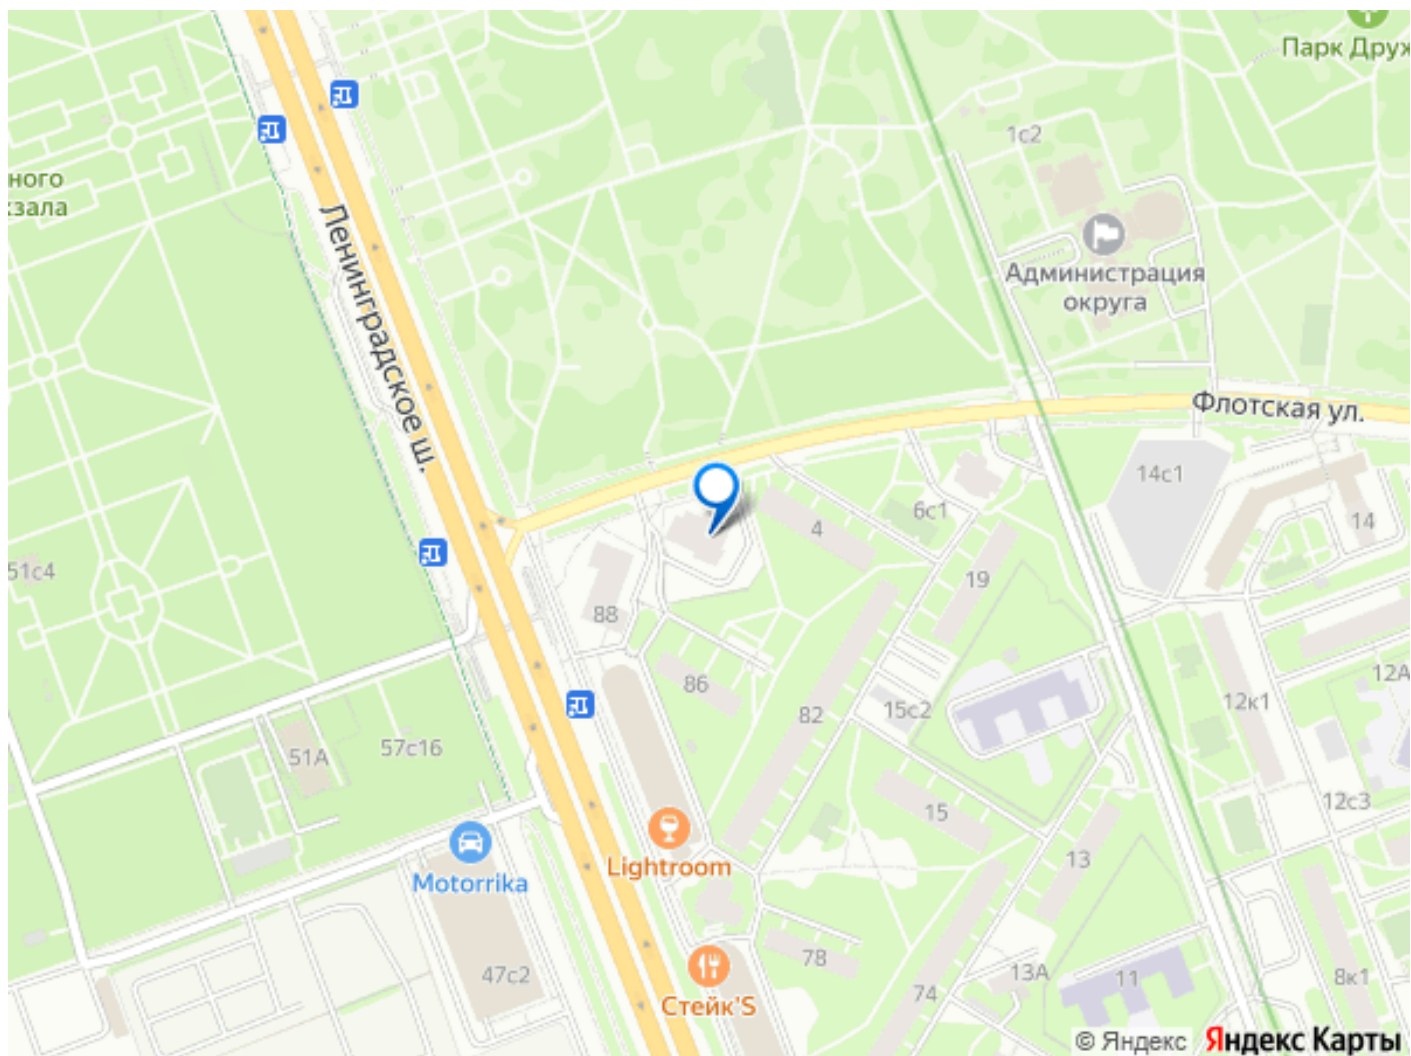 Парк Друж
1с2
ного
кзала
Ленинградское ш.
Администрация
округа
Флотская ул.
14с1
6с1
4
14
51с4
19
88
86
12А
82
15с2
12к1
57с16
51А
12с3
15
Lightroom
13
Motorrika
78
13А
11
8к1
47с2
74
Стейк'S
© Яндекс Яндекс Карты